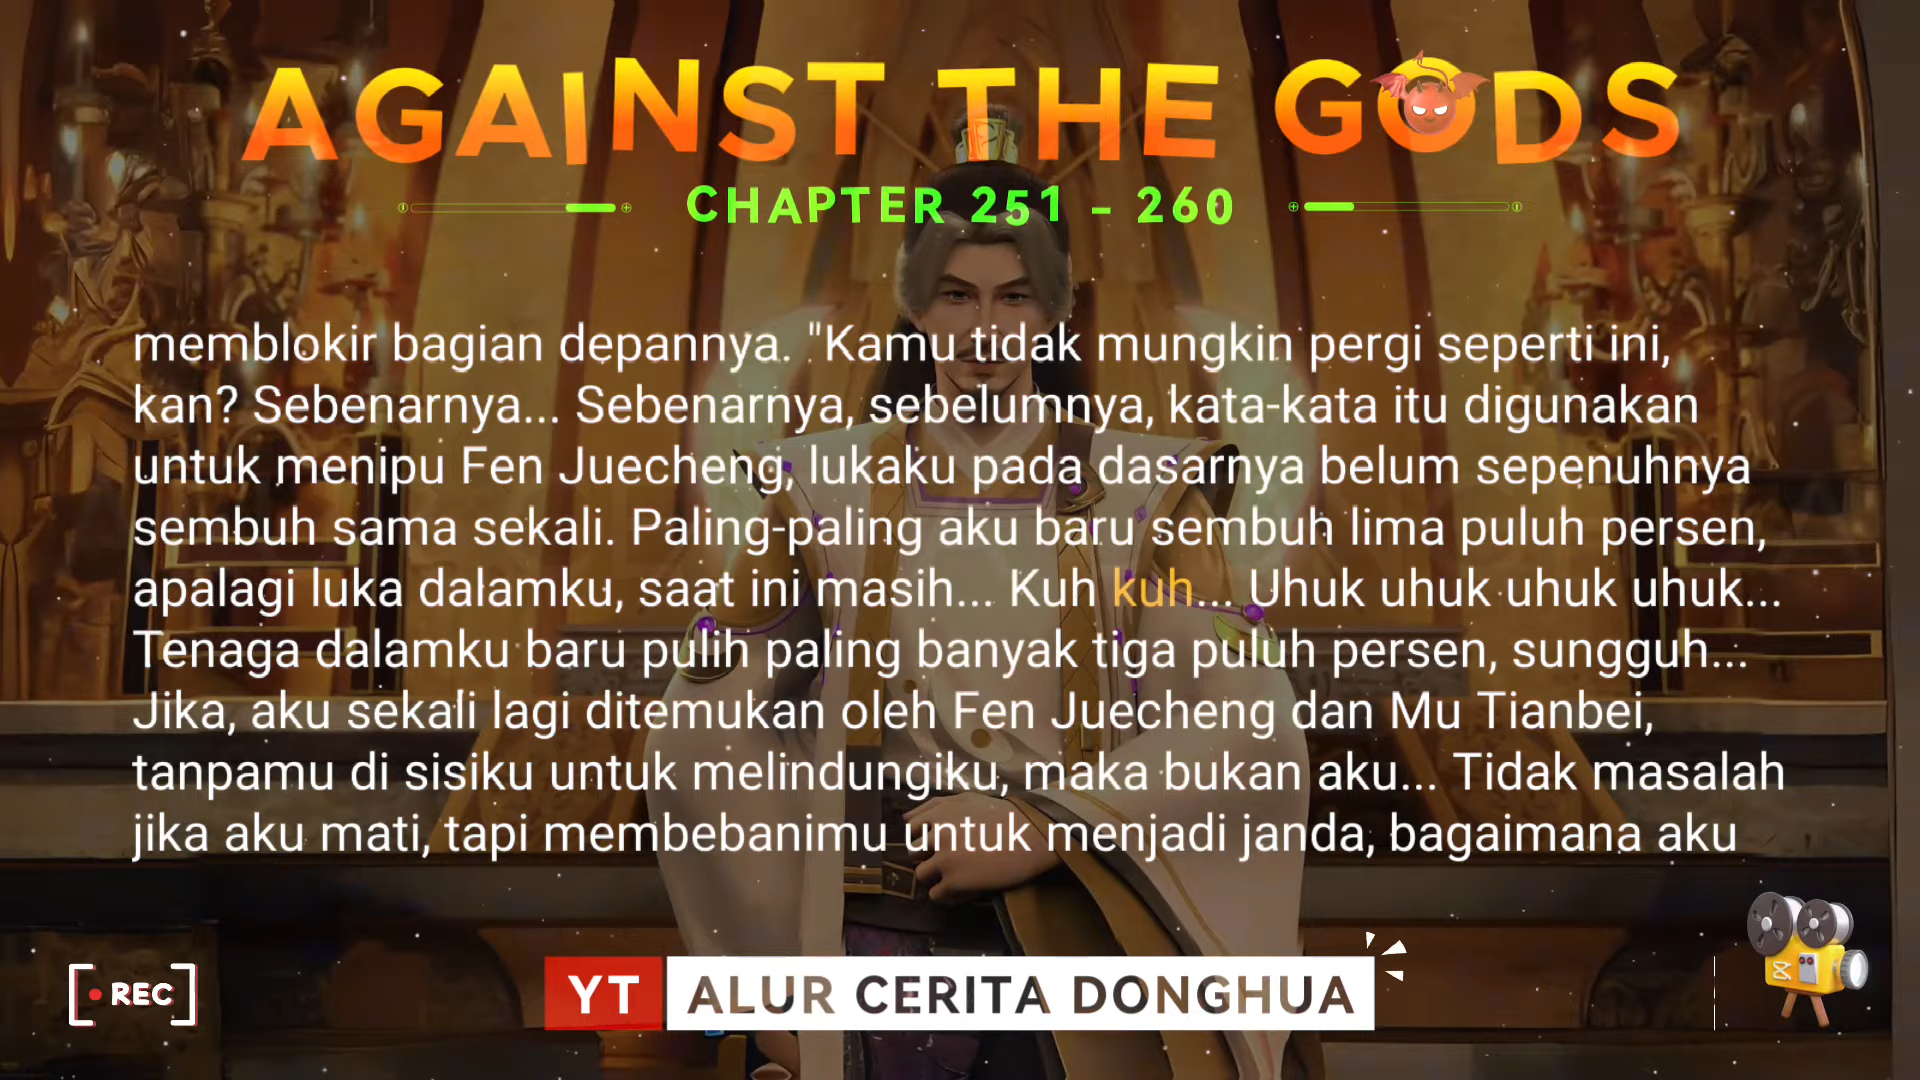 AGAINST THE GODS
CHAPTER 251 - 260
memblokir bagian depannya. "Kamu tidak mungkin pergi seperti ini,
kan? Sebenarnya... Sebenarnya, sebelumnya, kata-kata itu digunakan
untuk menipu Fen Juecheng, lukaku pada dasarnya belum sepenuhnya
sembuh sama sekali. Paling-paling aku baru sembuh lima puluh persen,
apalagi luka dalamku, saat ini masih... Kuh kuh... Uhuk uhuk uhuk uhuk...
Tenaga dalamku baru pulih paling banyak tiga puluh persen, sungguh...
Jika, aku sekali lagi ditemukan oleh Fen Juecheng dan Mu Tianbei,
tanpamu di sisiku untuk melindungiku, maka bukan aku... Tidak masalah
jika aku mati, tapi membebanimu untuk menjadi janda, bagaimana aku
REC
YT ALUR CERITA DONGHUA